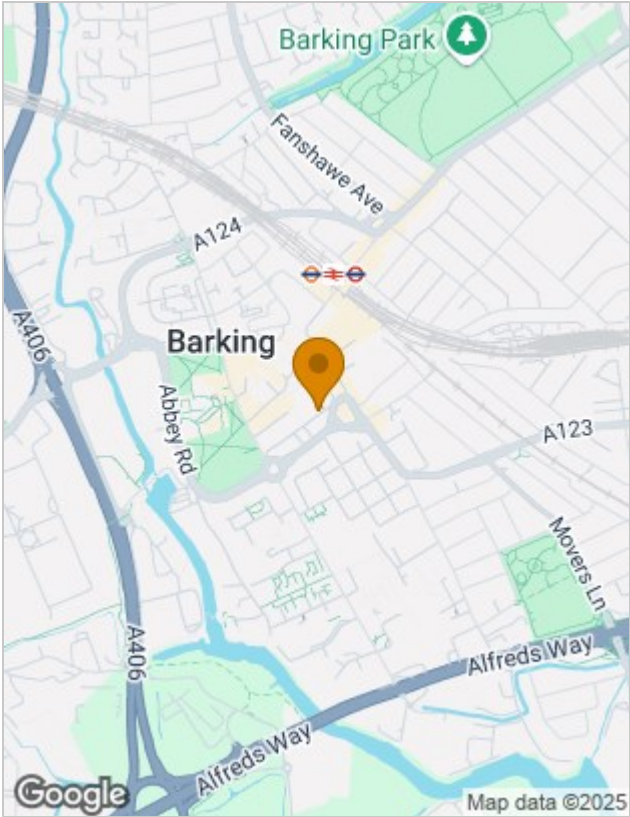 Barking Park
Fanshawe Ave
A124
Barking
A406
Abbey Rd
A123
Movers Ln
A406
Alfreds Way
Alfreds Way
Google
Map data ©2025